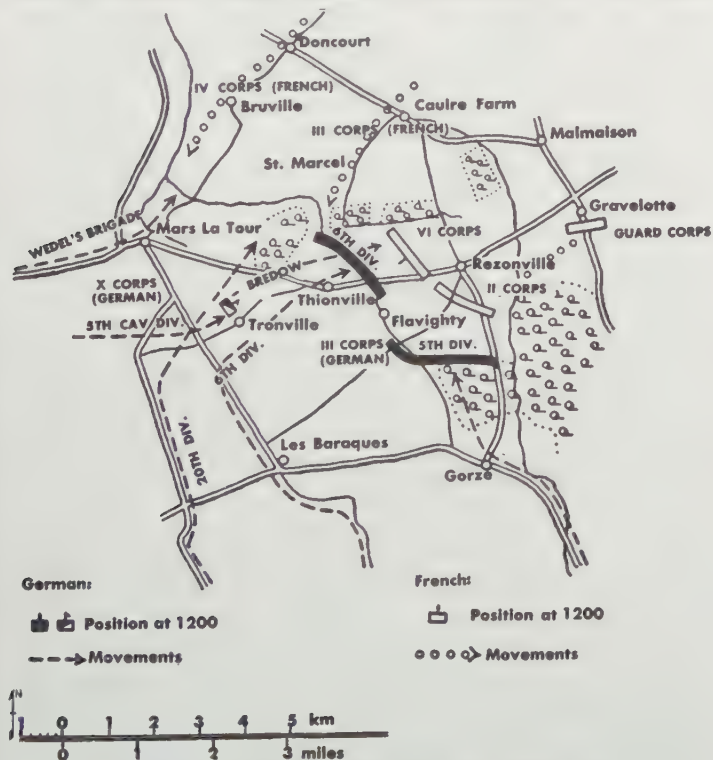 Doncourt
IV CORPS (FRENCH)
Bruville
Caulre Farm
III CORPS (FRENCH)
Malmaison
St. Marcel
Gravelotte
WEDEL'S BRIGADE
Mars La Tour
6TH DIV.
VI CORPS
GUARD CORPS
BREDOW
Rezonville
X CORPS
(GERMAN)
Thionville
II CORPS
5TH CAV. DIV.
Tronville
Flavighty
III CORPS
(GERMAN)
5TH DIV.
6TH DIV.
20TH DIV.
Les Baraques
Gorze
German:
Position at 1200
Movements
French:
Position at 1200
Movements
N
1 0 1 2 3 4 5 km
0 1 2 3 miles